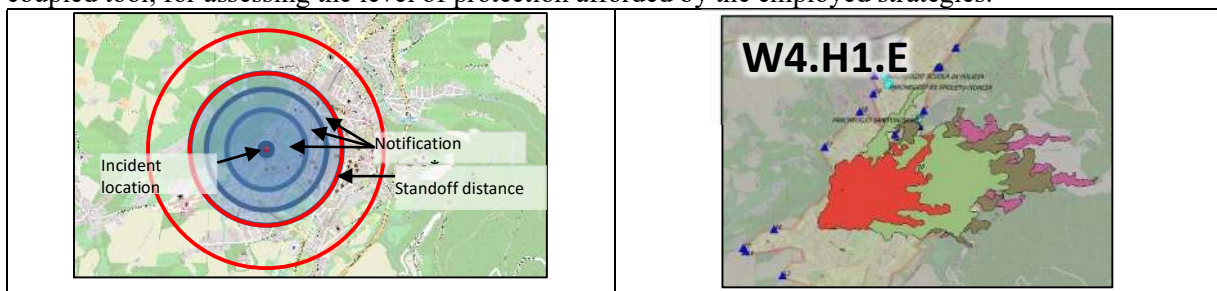 coupled tool, for assessing the level of protection afforded by the employed strategies.
Incident
location
Notification
Standoff distance
W4.H1.E